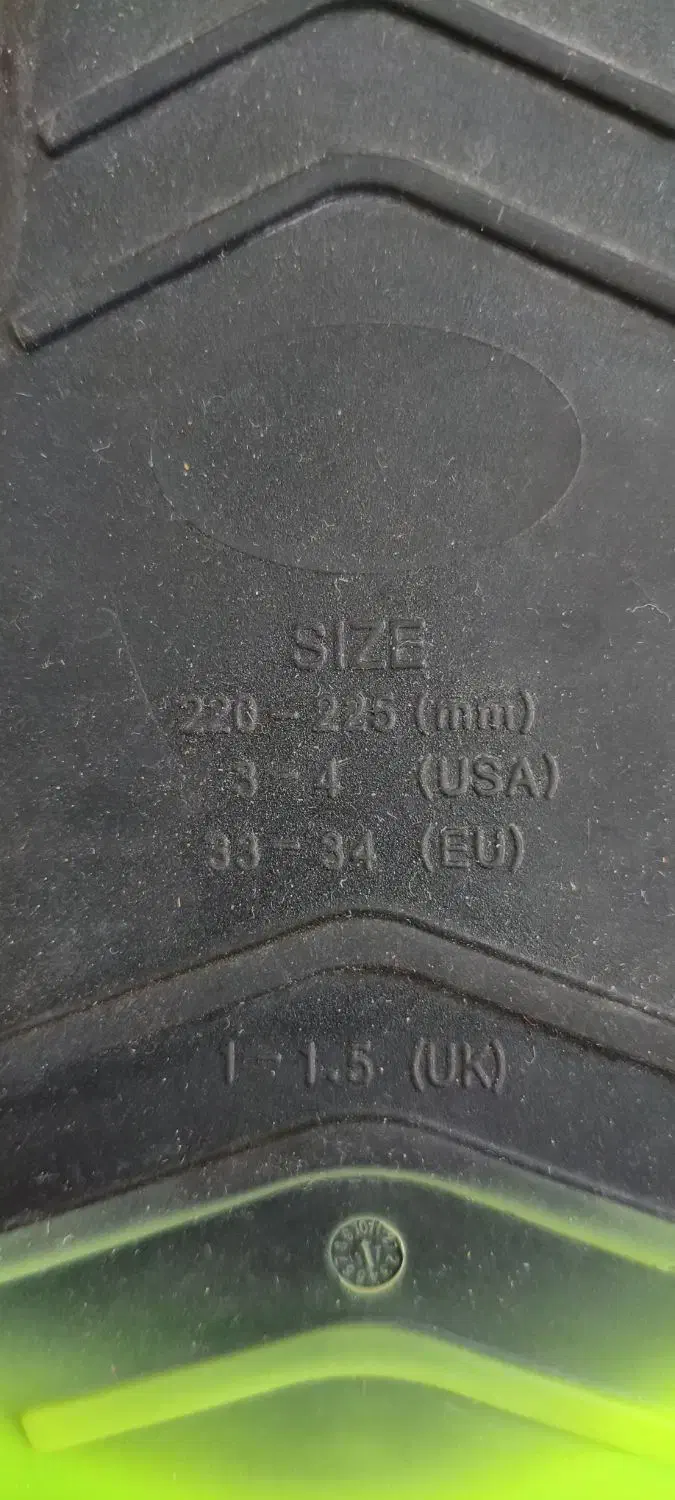 SIZE
220-225 (mm)
3-4 (USA)
33-34 (EU)
1-1.5 (UK)